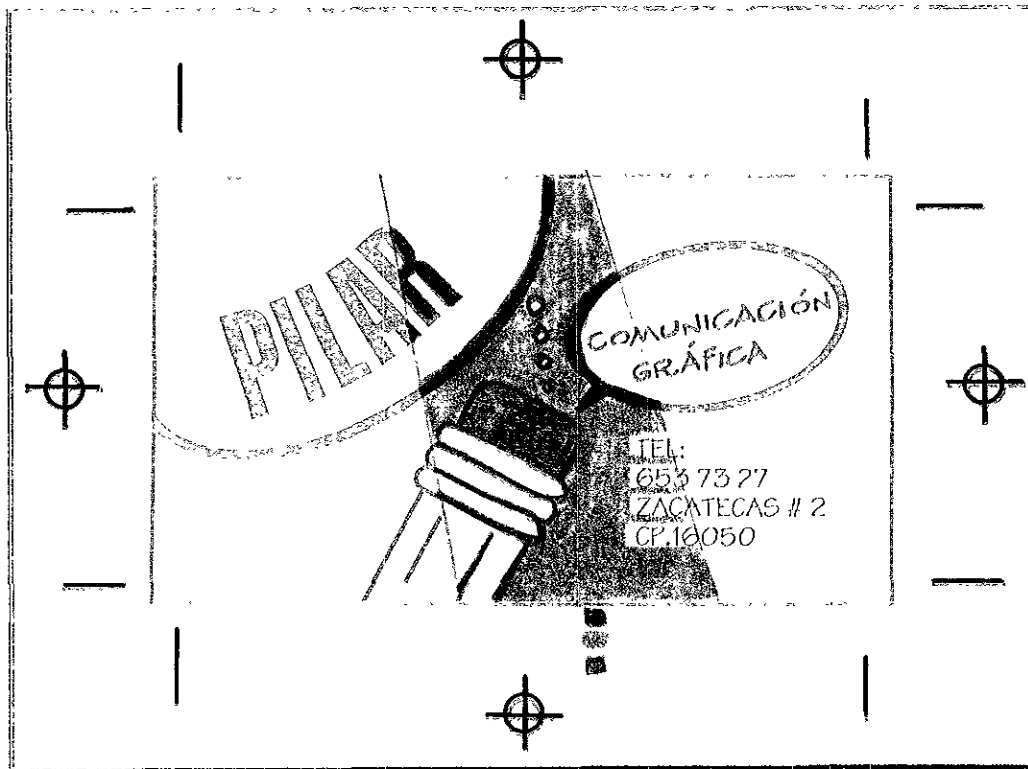 PILAR
COMUNICACIÓN
GRÁFICA
TEL:
653 73 27
ZACATECAS # 2
CP.16050